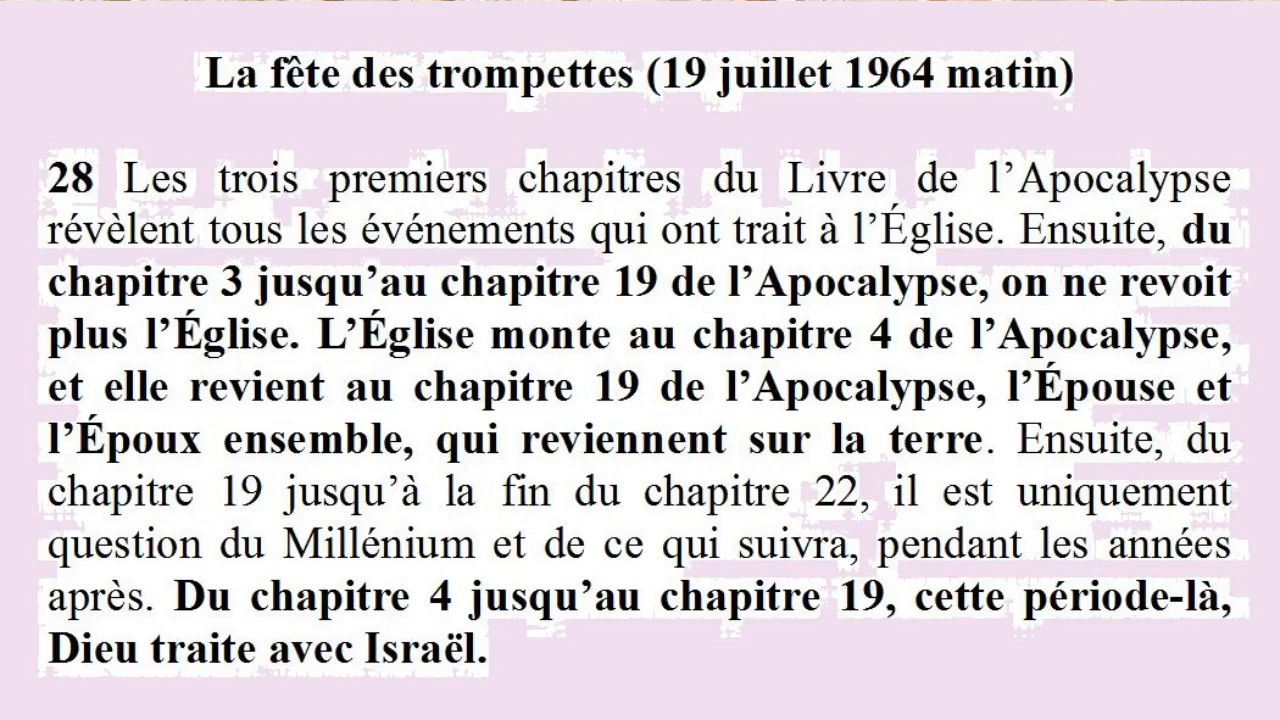 La fête des trompettes (19 juillet 1964 matin)
28 Les trois premiers chapitres du Livre de l’Apocalypse
révèlent tous les événements qui ont trait à l’Église. Ensuite, du
chapitre 3 jusqu’au chapitre 19 de l’Apocalypse, on ne revoit
plus l’Église. L’Église monte au chapitre 4 de l’Apocalypse,
et elle revient au chapitre 19 de l’Apocalypse, l’Épouse et
l’Époux ensemble, qui reviennent sur la terre. Ensuite, du
chapitre 19 jusqu’à la fin du chapitre 22, il est uniquement
question du Millénium et de ce qui suivra, pendant les années
après. Du chapitre 4 jusqu’au chapitre 19, cette période-là,
Dieu traite avec Israël.